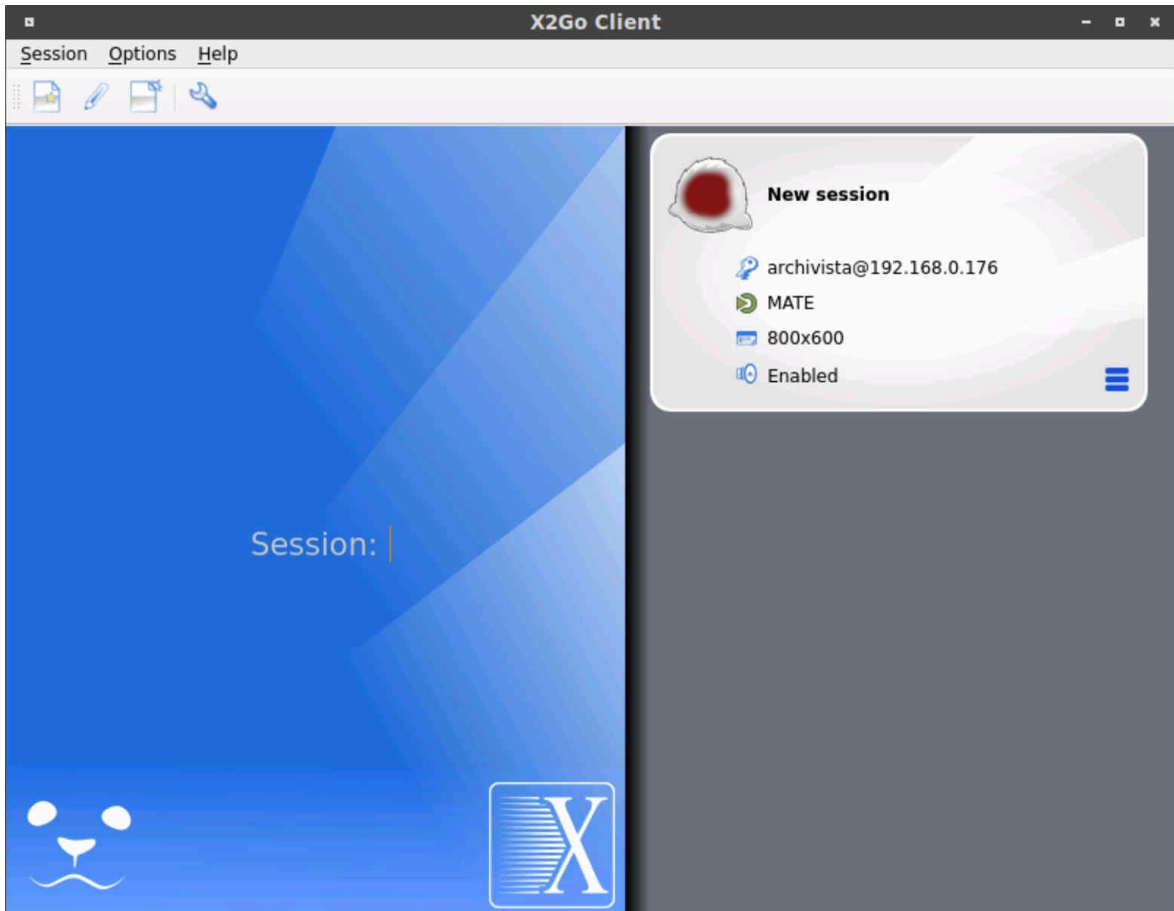 X2Go Client
Session Options Help
New session
archivista@192.168.0.176
MATE
800x600
Enabled
Session:
X